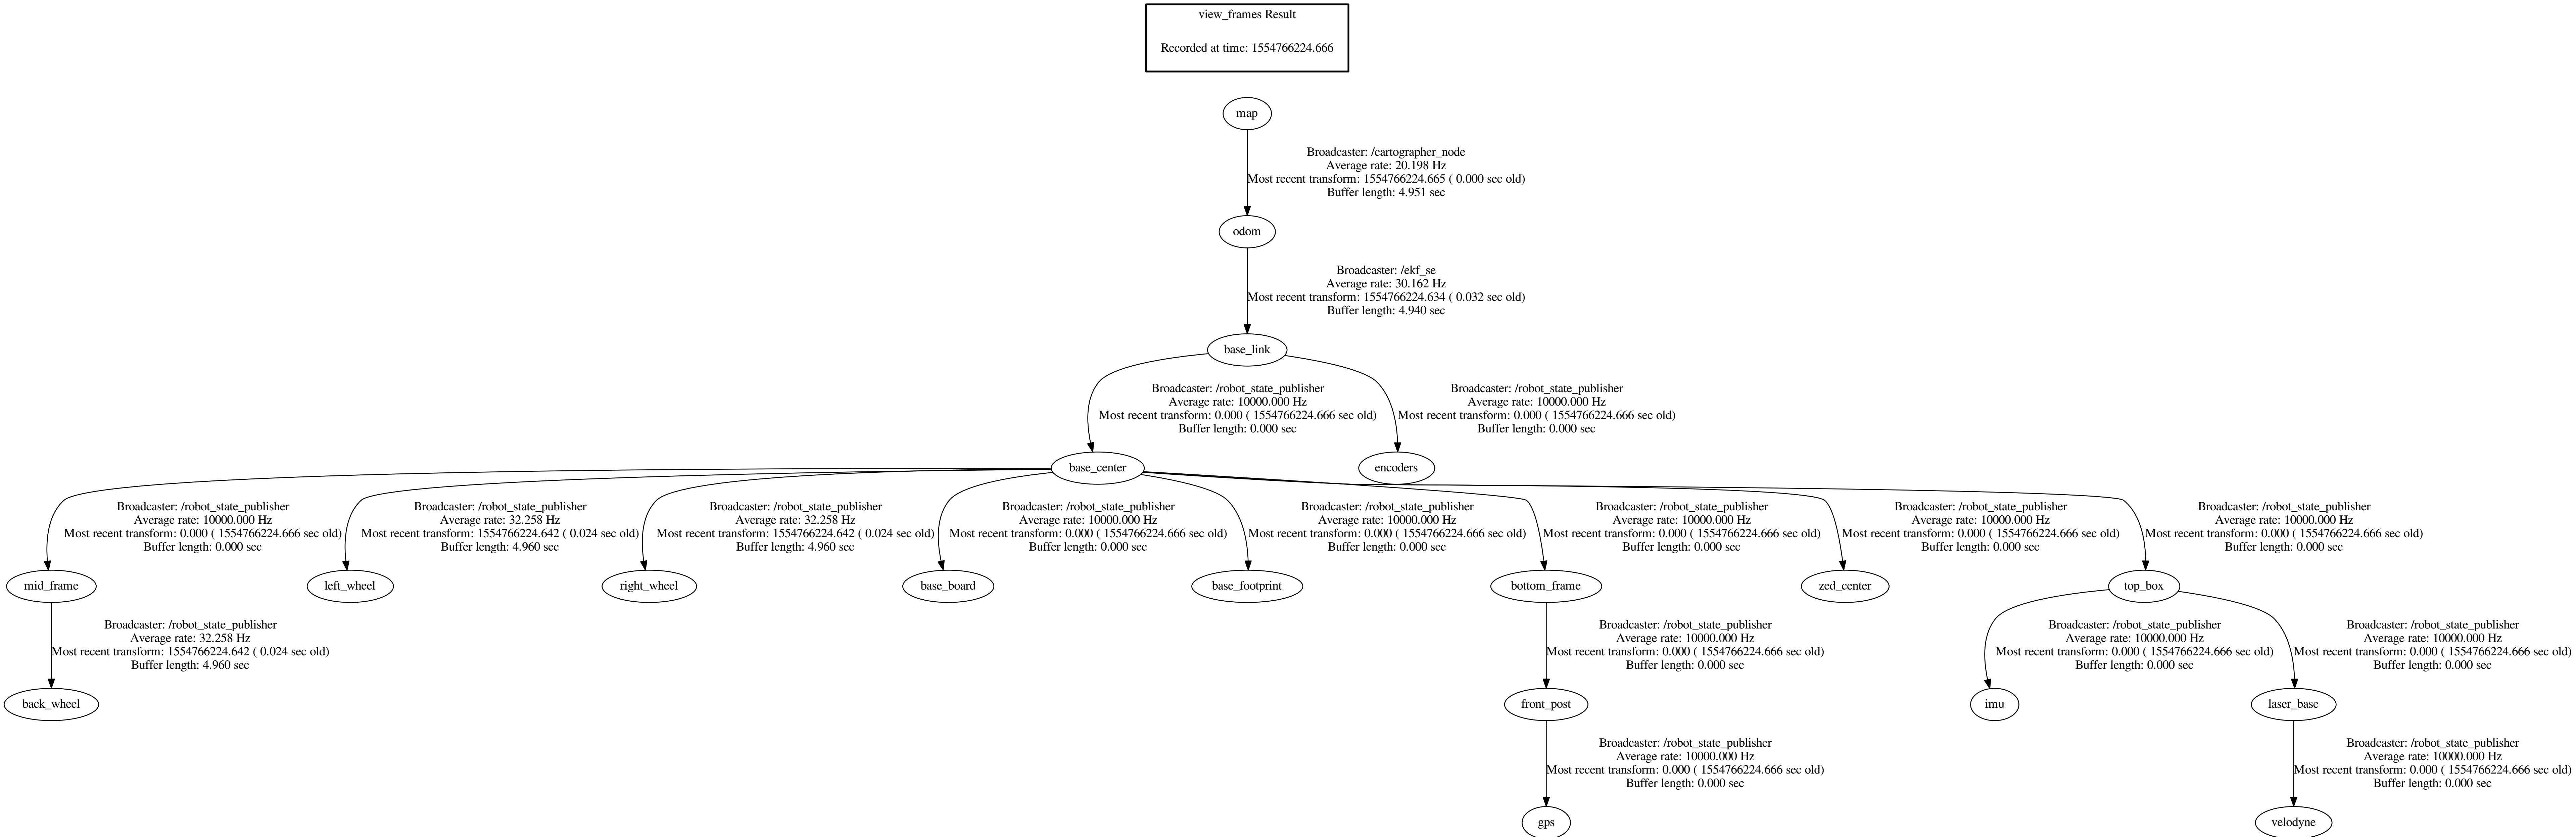 view_frames Result
Recorded at time: 1554766224.666
map
Broadcaster: /cartographer_node
Average rate: 20.198 Hz
Most recent transform: 1554766224.665 ( 0.000 sec old)
Buffer length: 4.951 sec
odom
Broadcaster: /ekf_se
Average rate: 30.162 Hz
Most recent transform: 1554766224.634 ( 0.032 sec old)
Buffer length: 4.940 sec
base_link
Broadcaster: /robot_state_publisher
Average rate: 10000.000 Hz
Most recent transform: 0.000 ( 1554766224.666 sec old)
Buffer length: 0.000 sec
Broadcaster: /robot_state_publisher
Average rate: 10000.000 Hz
Most recent transform: 0.000 ( 1554766224.666 sec old)
Buffer length: 0.000 sec
base_center
encoders
Broadcaster: /robot_state_publisher
Average rate: 10000.000 Hz
Most recent transform: 0.000 ( 1554766224.666 sec old)
Buffer length: 0.000 sec
Broadcaster: /robot_state_publisher
Average rate: 32.258 Hz
Most recent transform: 1554766224.642 ( 0.024 sec old)
Buffer length: 4.960 sec
Broadcaster: /robot_state_publisher
Average rate: 32.258 Hz
Most recent transform: 1554766224.642 ( 0.024 sec old)
Buffer length: 4.960 sec
Broadcaster: /robot_state_publisher
Average rate: 10000.000 Hz
Most recent transform: 0.000 ( 1554766224.666 sec old)
Buffer length: 0.000 sec
Broadcaster: /robot_state_publisher
Average rate: 10000.000 Hz
Most recent transform: 0.000 ( 1554766224.666 sec old)
Buffer length: 0.000 sec
Broadcaster: /robot_state_publisher
Average rate: 10000.000 Hz
Most recent transform: 0.000 ( 1554766224.666 sec old)
Buffer length: 0.000 sec
Broadcaster: /robot_state_publisher
Average rate: 10000.000 Hz
Most recent transform: 0.000 ( 1554766224.666 sec old)
Buffer length: 0.000 sec
Broadcaster: /robot_state_publisher
Average rate: 10000.000 Hz
Most recent transform: 0.000 ( 1554766224.666 sec old)
Buffer length: 0.000 sec
mid_frame
left_wheel
right_wheel
base_board
base_footprint
bottom_frame
zed_center
top_box
Broadcaster: /robot_state_publisher
Average rate: 32.258 Hz
Most recent transform: 1554766224.642 ( 0.024 sec old)
Buffer length: 4.960 sec
Broadcaster: /robot_state_publisher
Average rate: 10000.000 Hz
Most recent transform: 0.000 ( 1554766224.666 sec old)
Buffer length: 0.000 sec
Broadcaster: /robot_state_publisher
Average rate: 10000.000 Hz
Most recent transform: 0.000 ( 1554766224.666 sec old)
Buffer length: 0.000 sec
Broadcaster: /robot_state_publisher
Average rate: 10000.000 Hz
Most recent transform: 0.000 ( 1554766224.666 sec old)
Buffer length: 0.000 sec
back_wheel
front_post
imu
laser_base
Broadcaster: /robot_state_publisher
Average rate: 10000.000 Hz
Most recent transform: 0.000 ( 1554766224.666 sec old)
Buffer length: 0.000 sec
Broadcaster: /robot_state_publisher
Average rate: 10000.000 Hz
Most recent transform: 0.000 ( 1554766224.666 sec old)
Buffer length: 0.000 sec
gps
velodyne